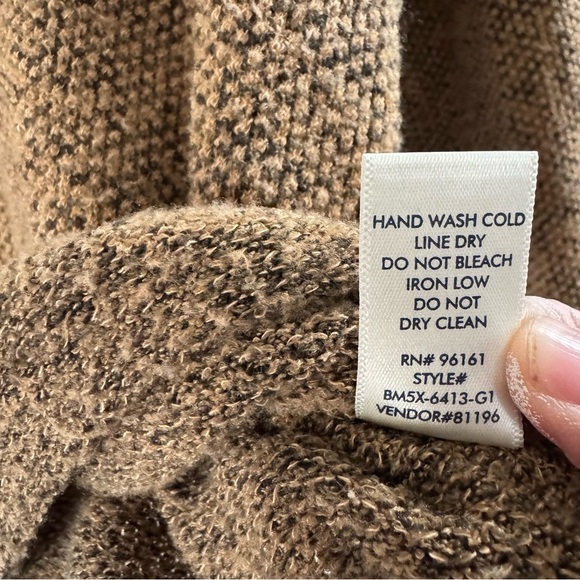 HAND WASH COLD
LINE DRY
DO NOT BLEACH
IRON LOW
DO NOT
DRY CLEAN
RN# 96161
STYLE#
BM5X-6413-G1
VENDOR#81196